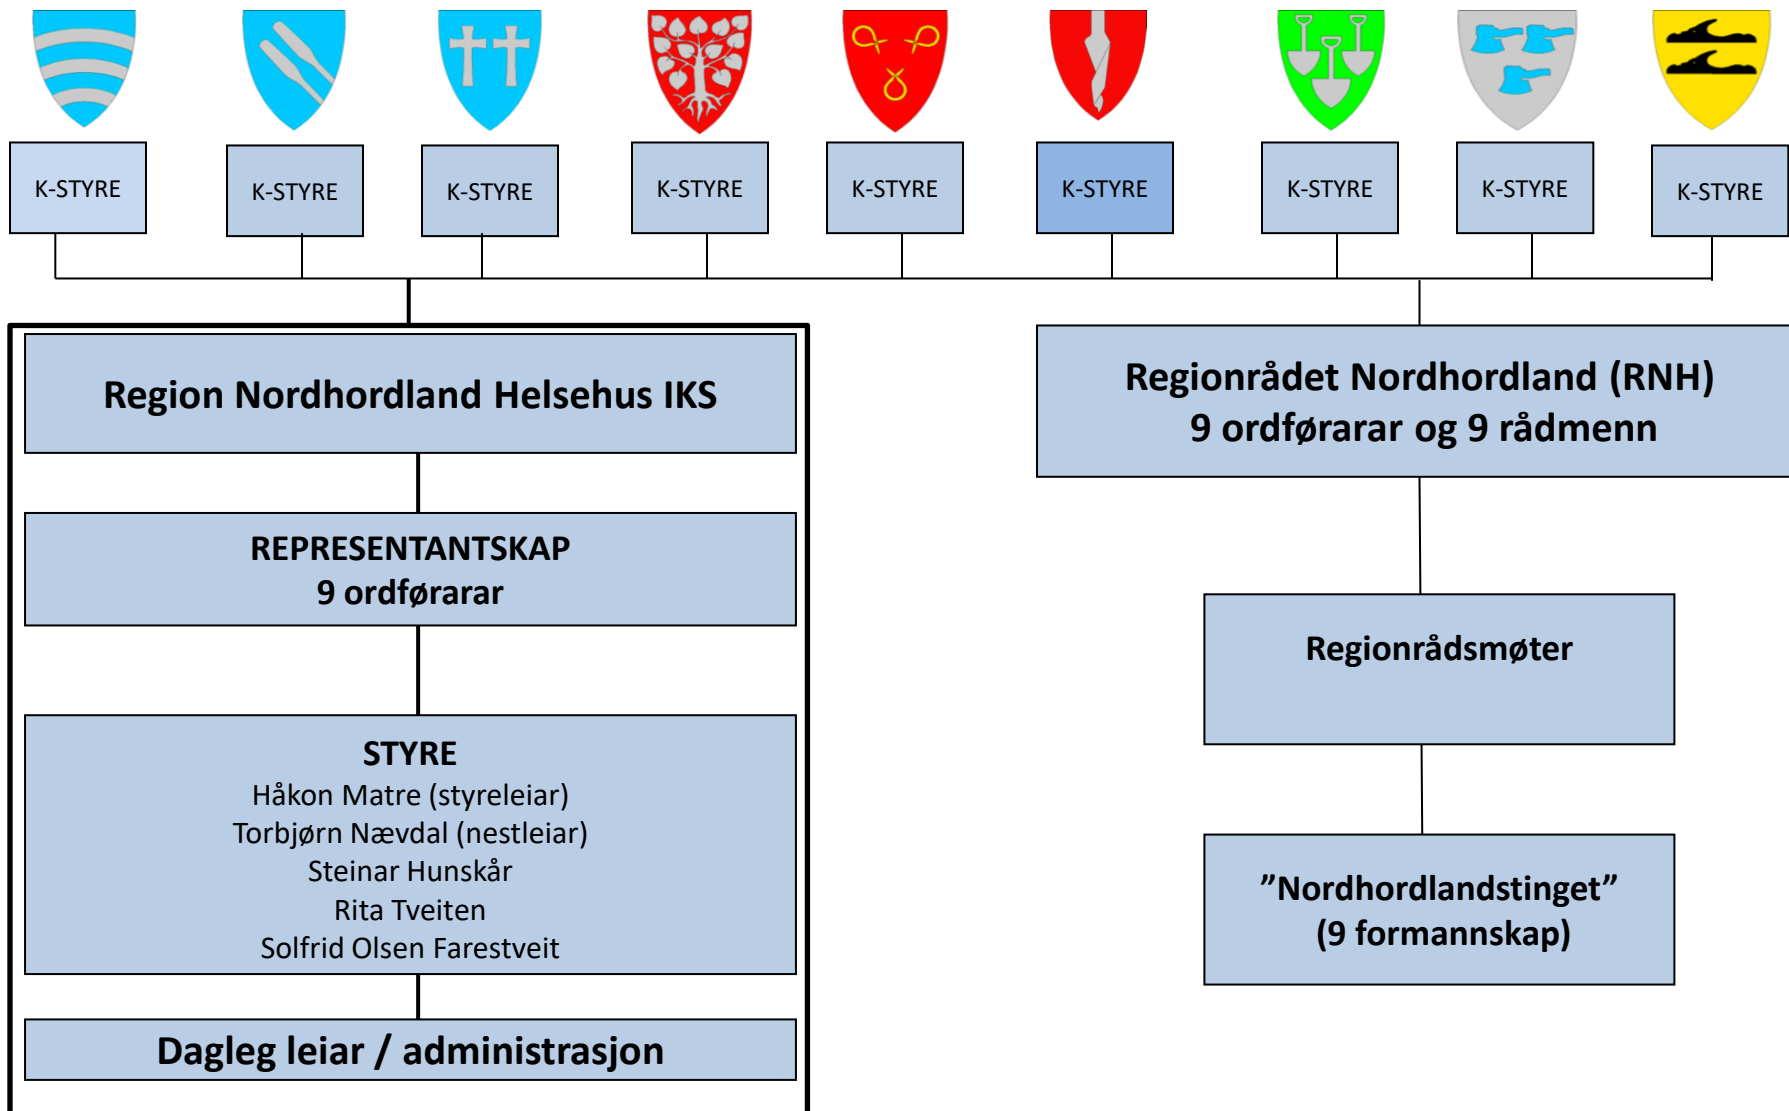 K-STYRE
K-STYRE
K-STYRE
K-STYRE
K-STYRE
K-STYRE
K-STYRE
K-STYRE
K-STYRE
Region Nordhordland Helsehus IKS
REPRESENTANTSKAP
9 ordførarar
STYRE
Håkon Matre (styreleiar)
Torbjørn Nævdal (nestleiar)
Steinar Hunskår
Rita Tveiten
Solfrid Olsen Farestveit
Dagleg leiar / administrasjon
Regionrådet Nordhordland (RNH)
9 ordførarar og 9 rådmenn
Regionrådsmøter
”Nordhordlandstinget”
(9 formannskap)